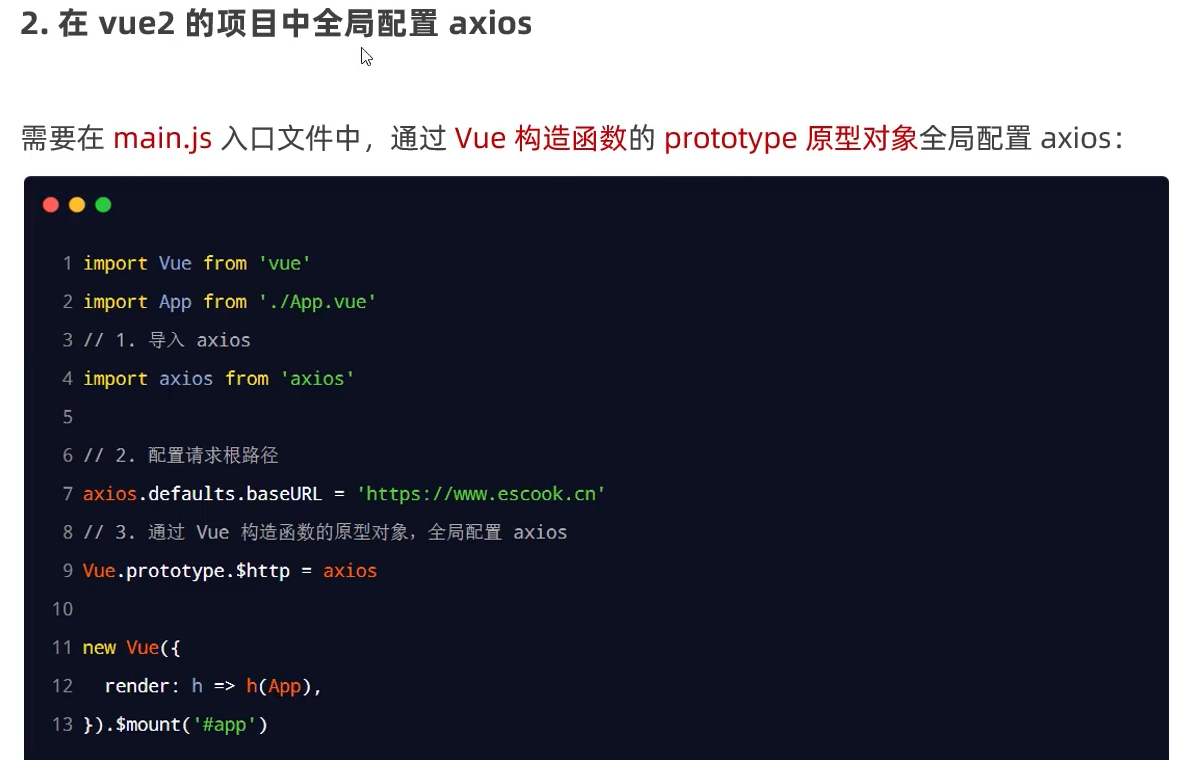 2. 在 vue2 的项目中全局配置 axios
需要在 main.js 入口文件中，通过 Vue 构造函数的 prototype 原型对象全局配置 axios：
1 import Vue from 'vue'
2 import App from './App.vue'
3 // 1. 导入 axios
4 import axios from 'axios'
5
6 // 2. 配置请求根路径
7 axios.defaults.baseURL = 'https://www.escook.cn'
8 // 3. 通过 Vue 构造函数的原型对象，全局配置 axios
9 Vue.prototype.$http = axios
10
11 new Vue({
12   render: h => h(App),
13 }).$mount('#app')